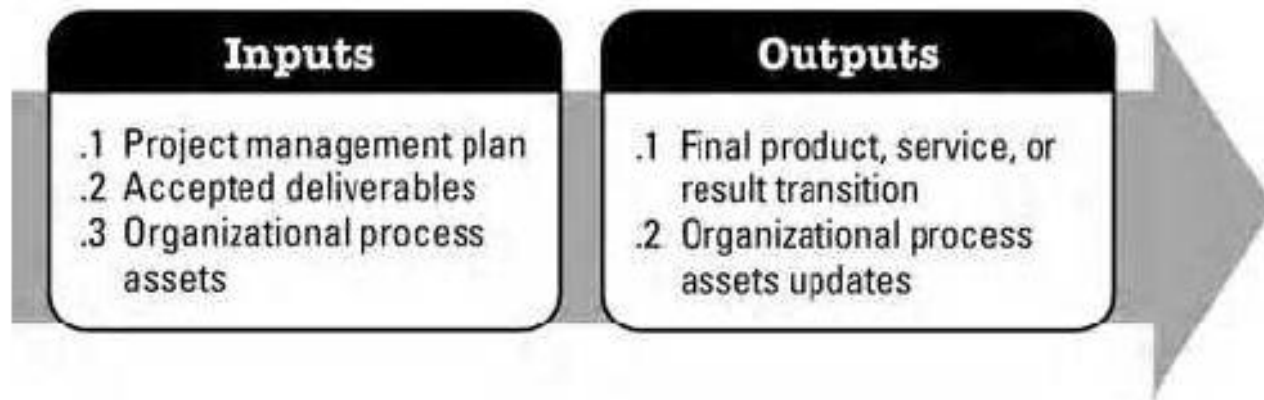 Inputs
.1 Project management plan
.2 Accepted deliverables
.3 Organizational process
assets
Outputs
.1 Final product, service, or
result transition
.2 Organizational process
assets updates